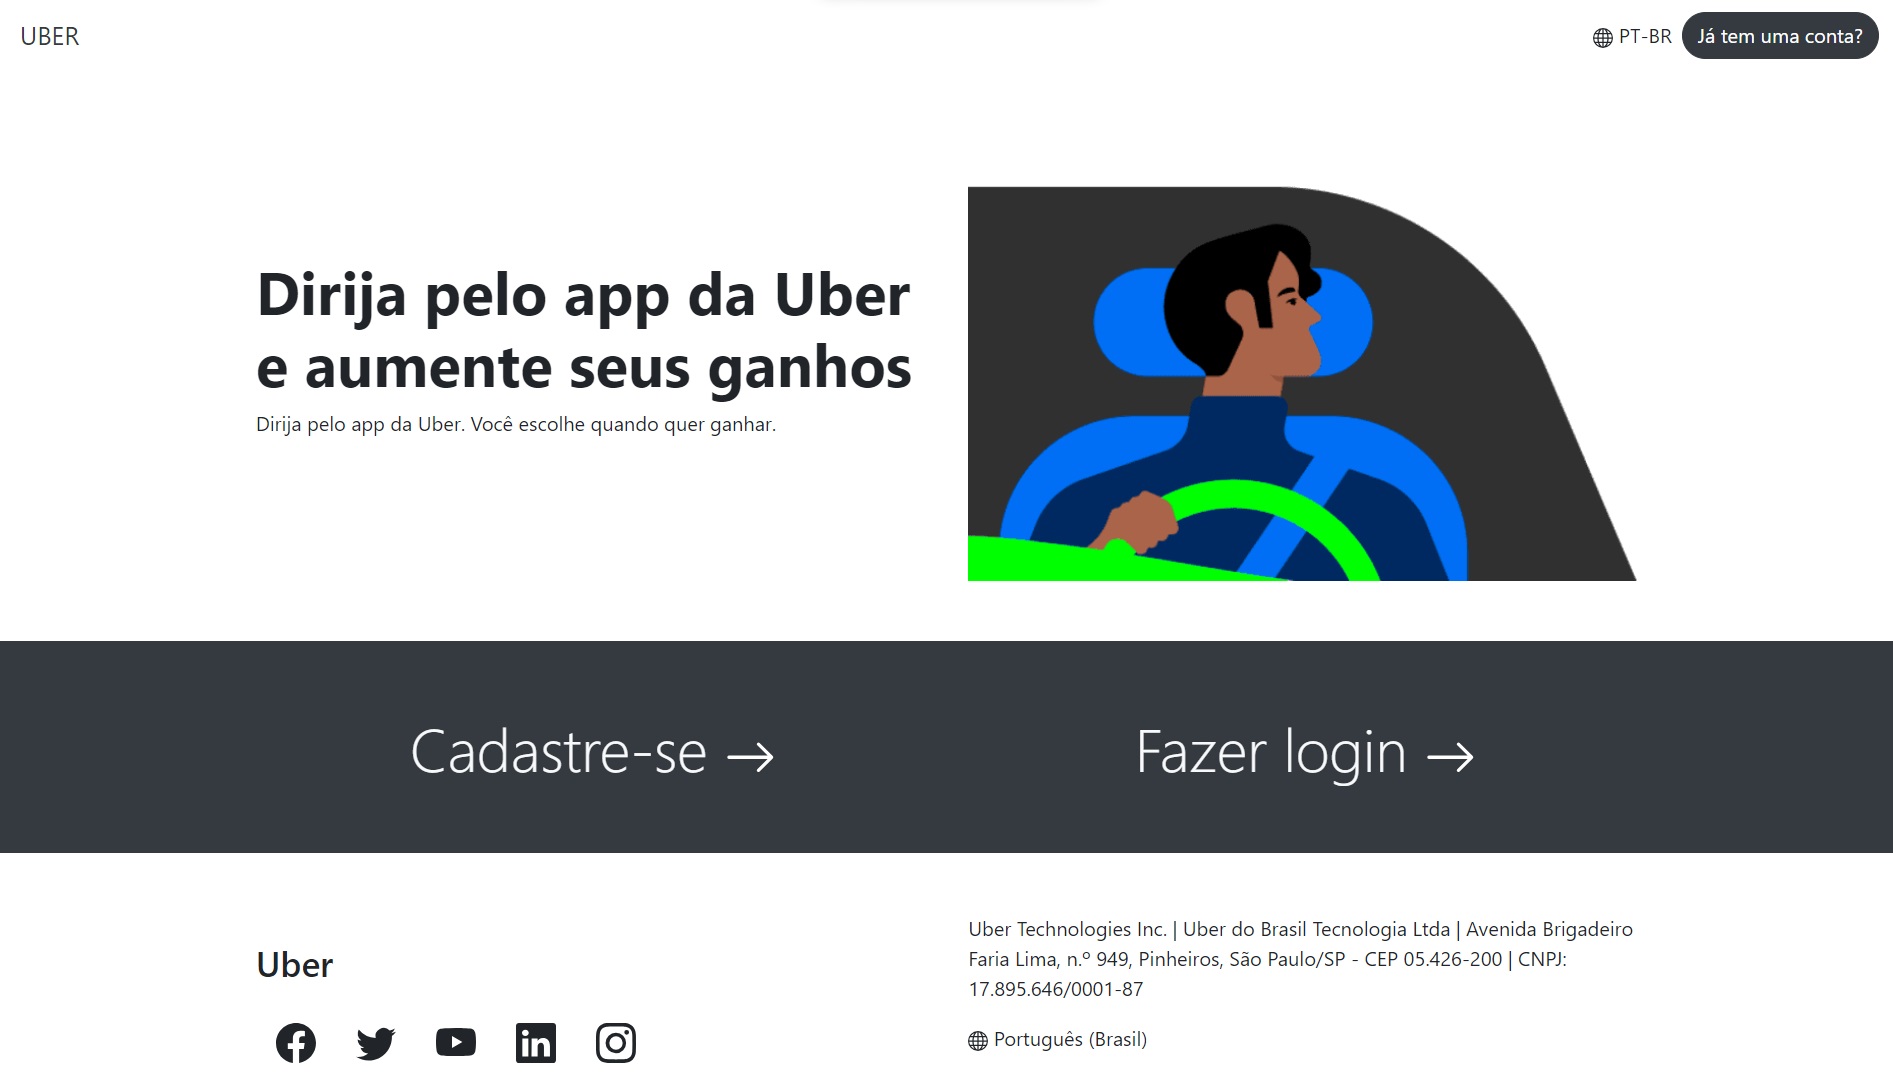 UBER
PT-BR
Já tem uma conta?
Dirija pelo app da Uber
e aumente seus ganhos
Dirija pelo app da Uber. Você escolhe quando quer ganhar.
Cadastre-se →
Fazer login →
Uber
Uber Technologies Inc. | Uber do Brasil Tecnologia Ltda | Avenida Brigadeiro
Faria Lima, n.º 949, Pinheiros, São Paulo/SP - CEP 05.426-200 | CNPJ:
17.895.646/0001-87
Português (Brasil)